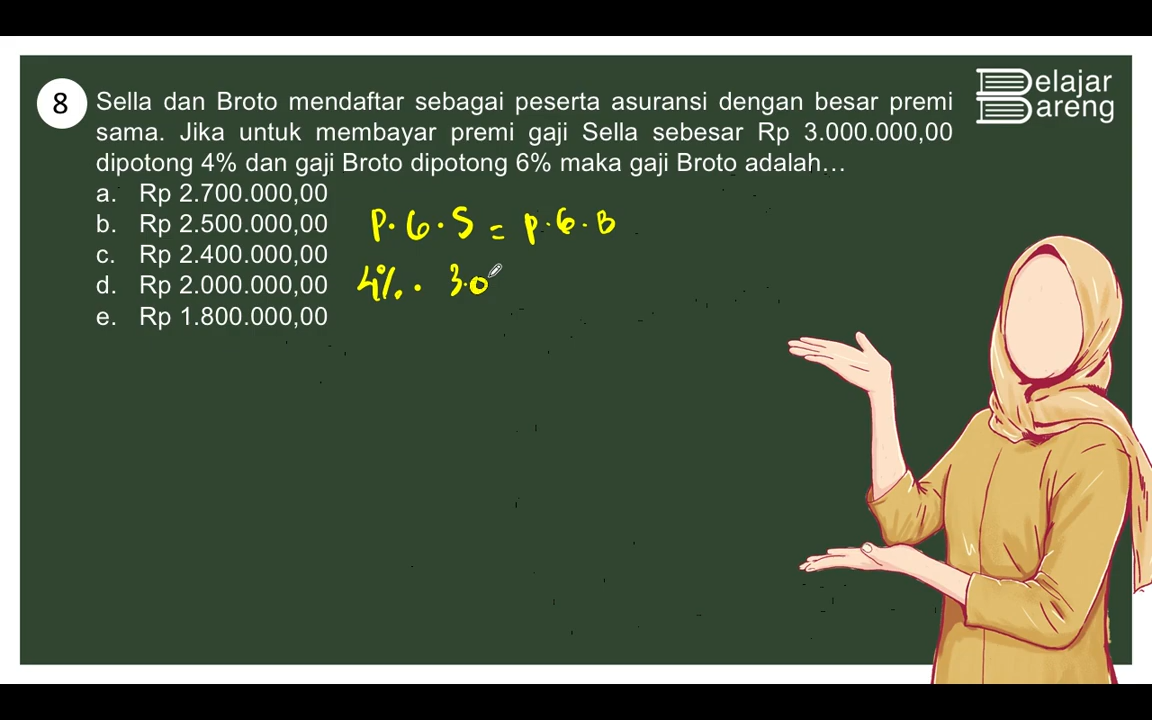 8
Sella dan Broto mendaftar sebagai peserta asuransi dengan besar premi
sama. Jika untuk membayar premi gaji Sella sebesar Rp 3.000.000,00
dipotong 4% dan gaji Broto dipotong 6% maka gaji Broto adalah…
a. Rp 2.700.000,00
b. Rp 2.500.000,00
c. Rp 2.400.000,00
d. Rp 2.000.000,00
e. Rp 1.800.000,00
P.G.S = P.G.B
4% . 3.0
Belajar
Bareng